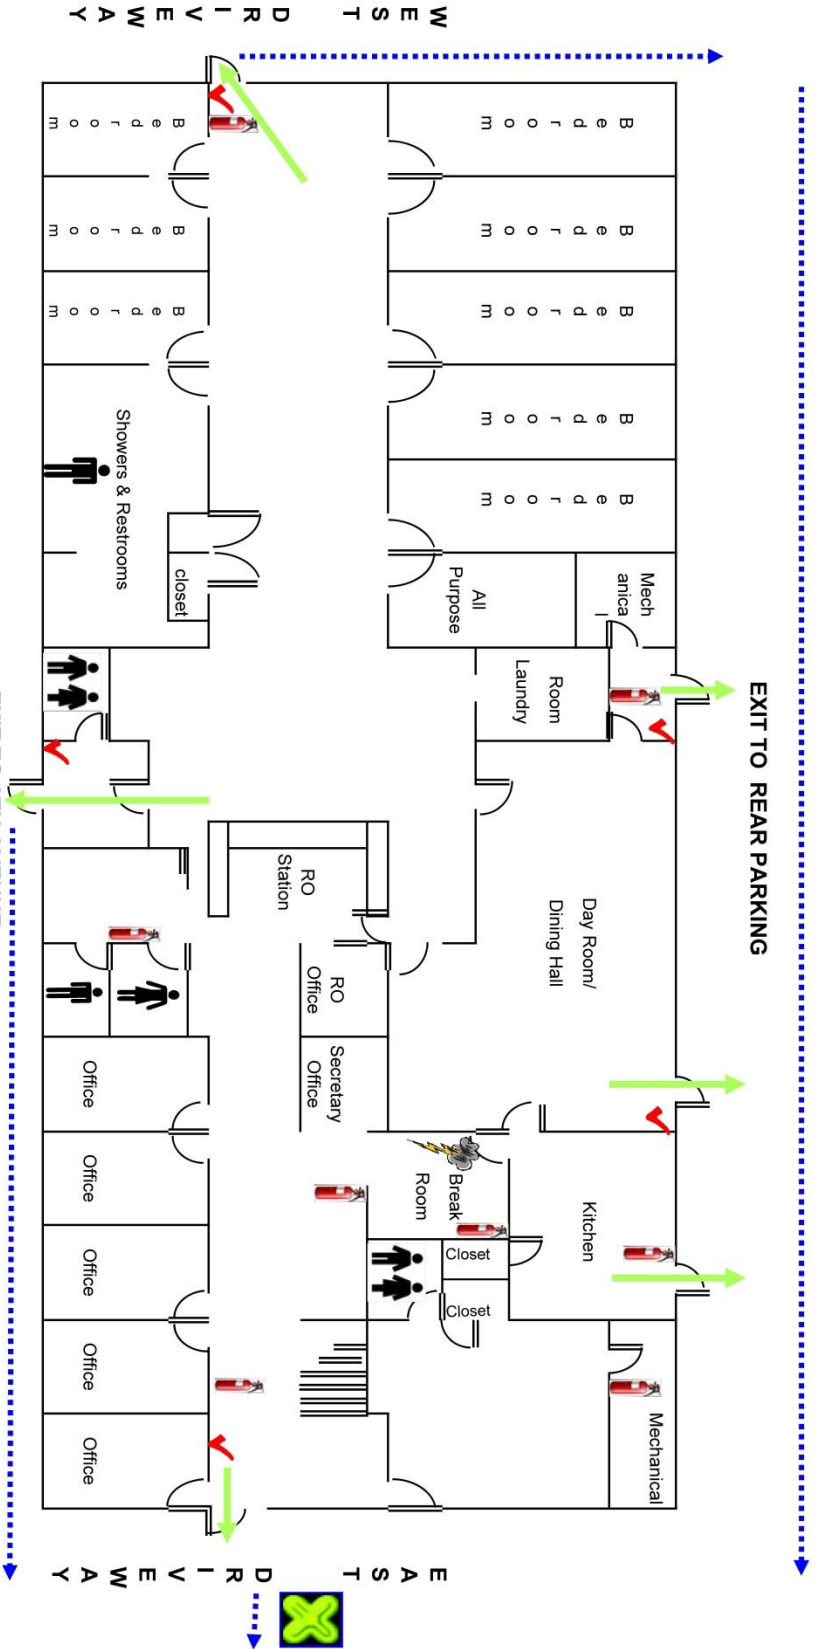 WEST DRIVEWAY
Bedroom
Bedroom
Bedroom
Bedroom
Bedroom
Mech
anica
l
All
Purpose
Room
Laundry
EXIT TO REAR PARKING
Day Room/
Dining Hall
Kitchen
Mechanical
Bedroom
Bedroom
Bedroom
Showers & Restrooms
closet
RO
Station
RO
Office
Secretary
Office
Break
Room
Closet
Closet
Office
Office
Office
Office
Office
EAST DRIVEWAY